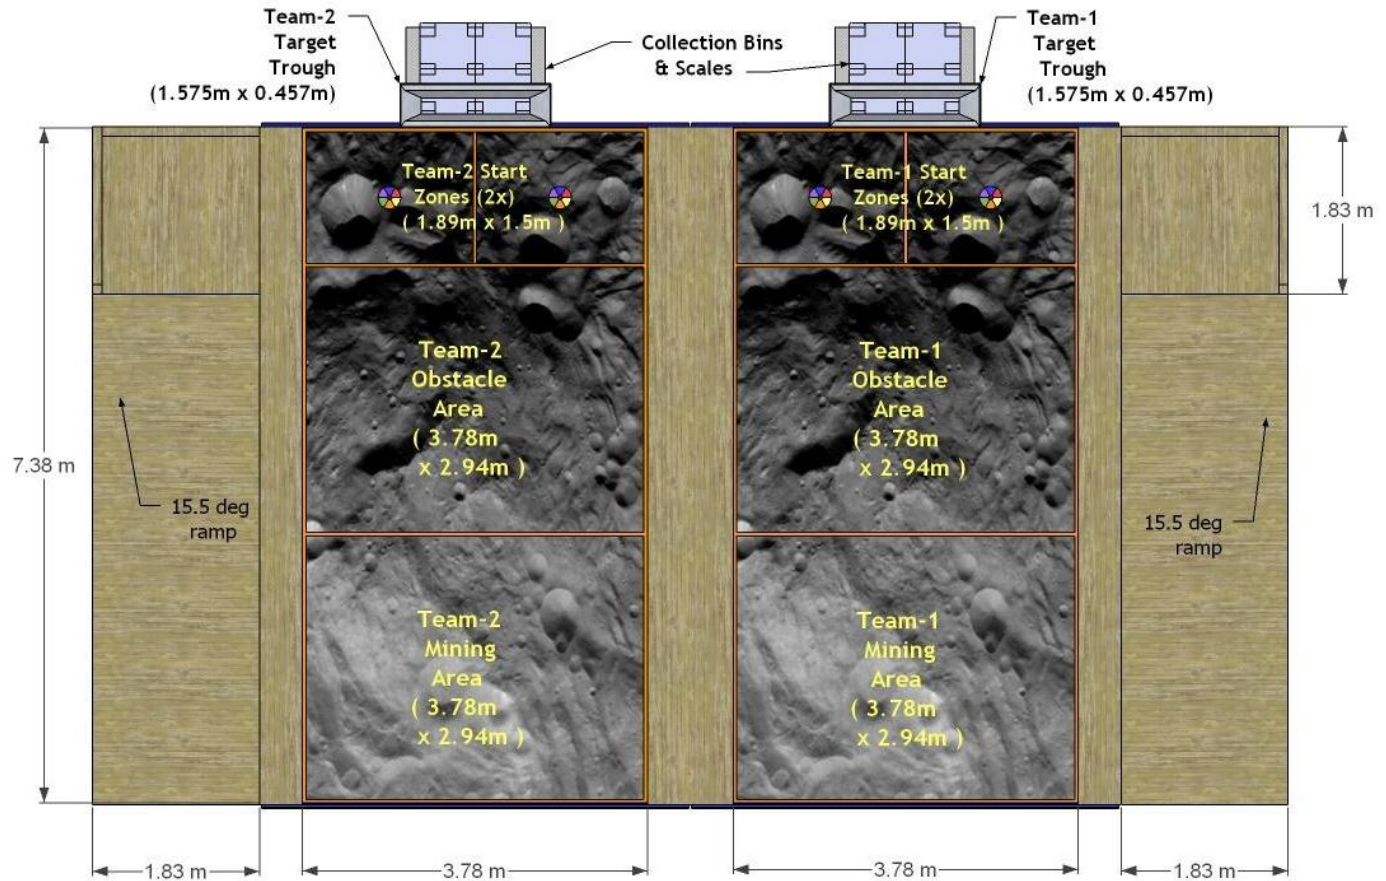 Team-2
Target
Trough
(1.575m x 0.457m)
Collection Bins
& Scales
Team-1
Target
Trough
(1.575m x 0.457m)
Team-2 Start
Zones (2x)
( 1.89m x 1.5m )
Team-1 Start
Zones (2x)
( 1.89m x 1.5m )
1.83 m
Team-2
Obstacle
Area
( 3.78m
x 2.94m )
Team-1
Obstacle
Area
( 3.78m
x 2.94m )
7.38 m
15.5 deg
ramp
15.5 deg
ramp
Team-2
Mining
Area
( 3.78m
x 2.94m )
Team-1
Mining
Area
( 3.78m
x 2.94m )
1.83 m
3.78 m
3.78 m
1.83 m